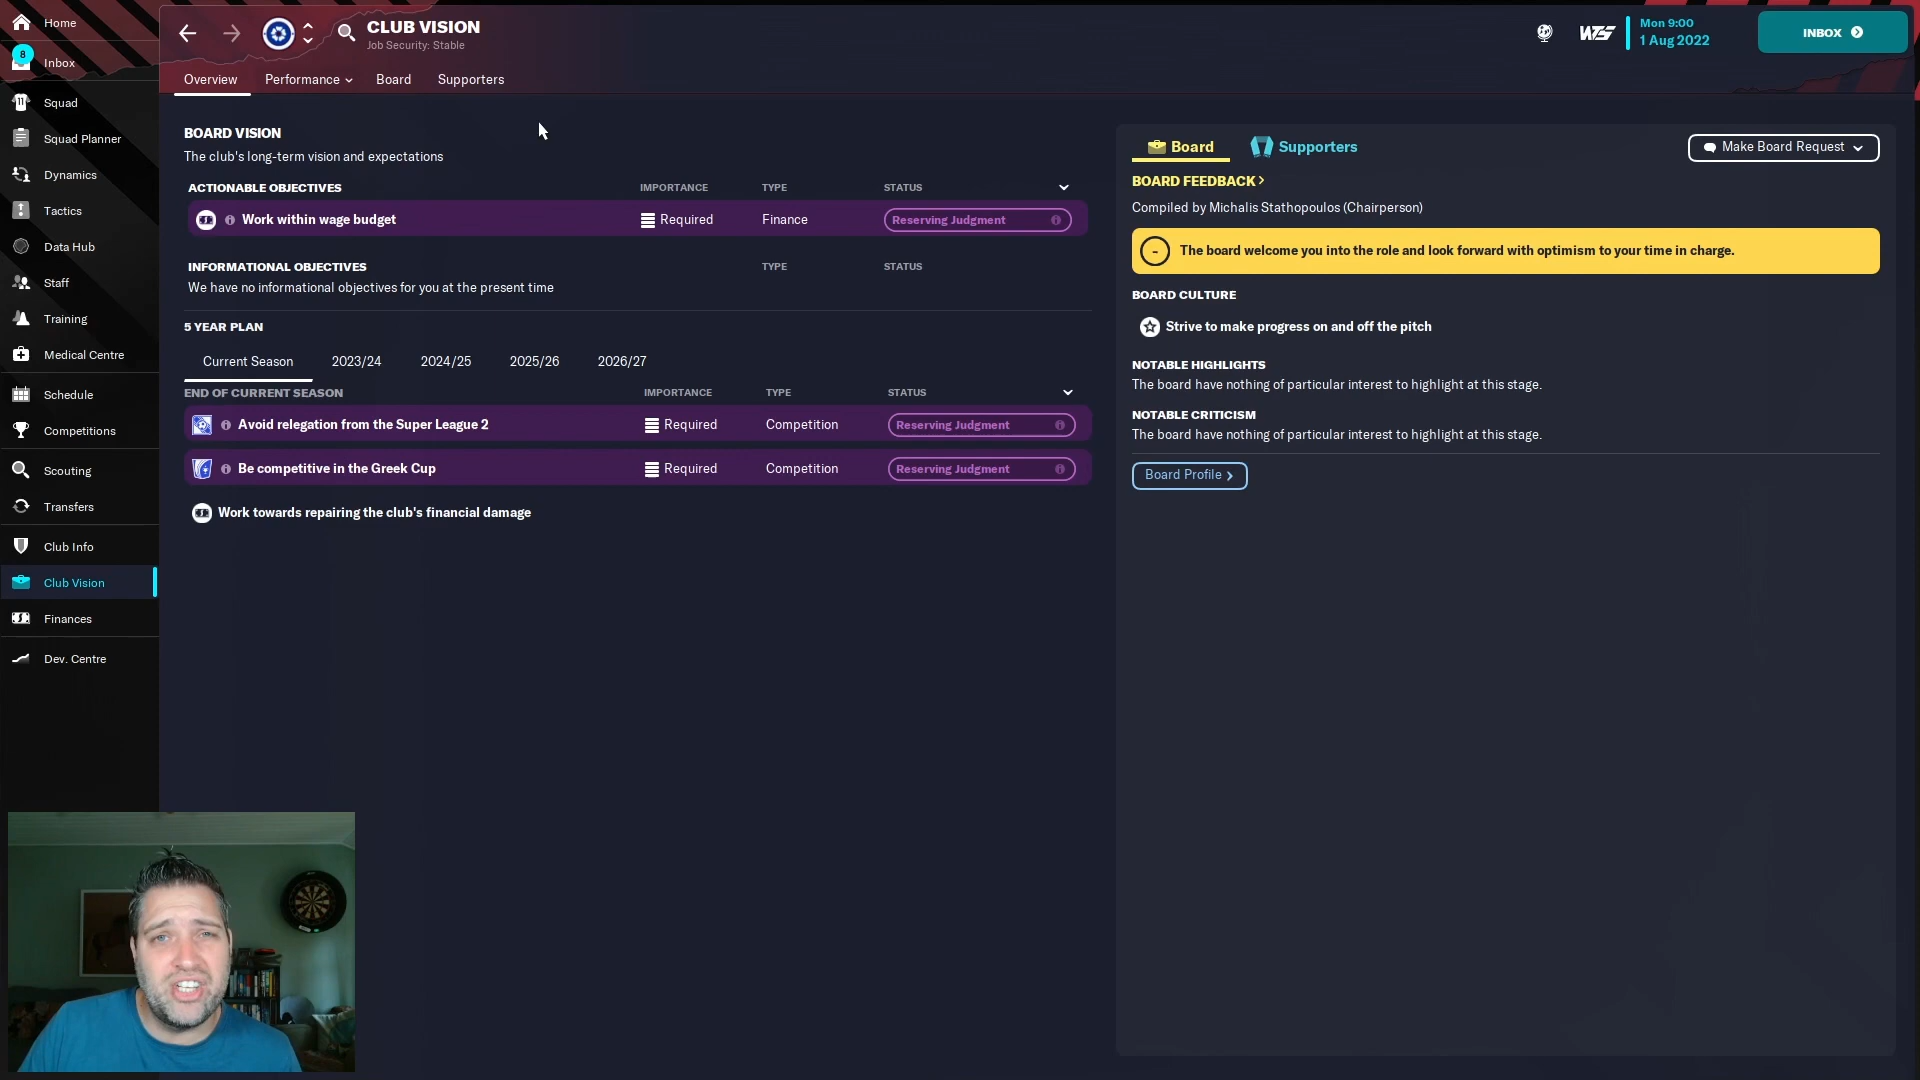 Home
8
Inbox
Squad
Squad Planner
Dynamics
Tactics
Data Hub
Staff
Training
Medical Centre
Schedule
Competitions
Scouting
Transfers
Club Info
Club Vision
Finances
Dev. Centre
CLUB VISION
Job Security: Stable
Mon 9:00
1 Aug 2022
INBOX
Overview Performance Board Supporters
BOARD VISION
The club's long-term vision and expectations
ACTIONABLE OBJECTIVES IMPORTANCE TYPE STATUS
Work within wage budget Required Finance Reserving Judgment
INFORMATIONAL OBJECTIVES TYPE STATUS
We have no informational objectives for you at the present time
5 YEAR PLAN
Current Season 2023/24 2024/25 2025/26 2026/27
END OF CURRENT SEASON IMPORTANCE TYPE STATUS
Avoid relegation from the Super League 2 Required Competition Reserving Judgment
Be competitive in the Greek Cup Required Competition Reserving Judgment
Work towards repairing the club's financial damage
Board Supporters Make Board Request
BOARD FEEDBACK
Compiled by Michalis Stathopoulos (Chairperson)
The board welcome you into the role and look forward with optimism to your time in charge.
BOARD CULTURE
Strive to make progress on and off the pitch
NOTABLE HIGHLIGHTS
The board have nothing of particular interest to highlight at this stage.
NOTABLE CRITICISM
The board have nothing of particular interest to highlight at this stage.
Board Profile